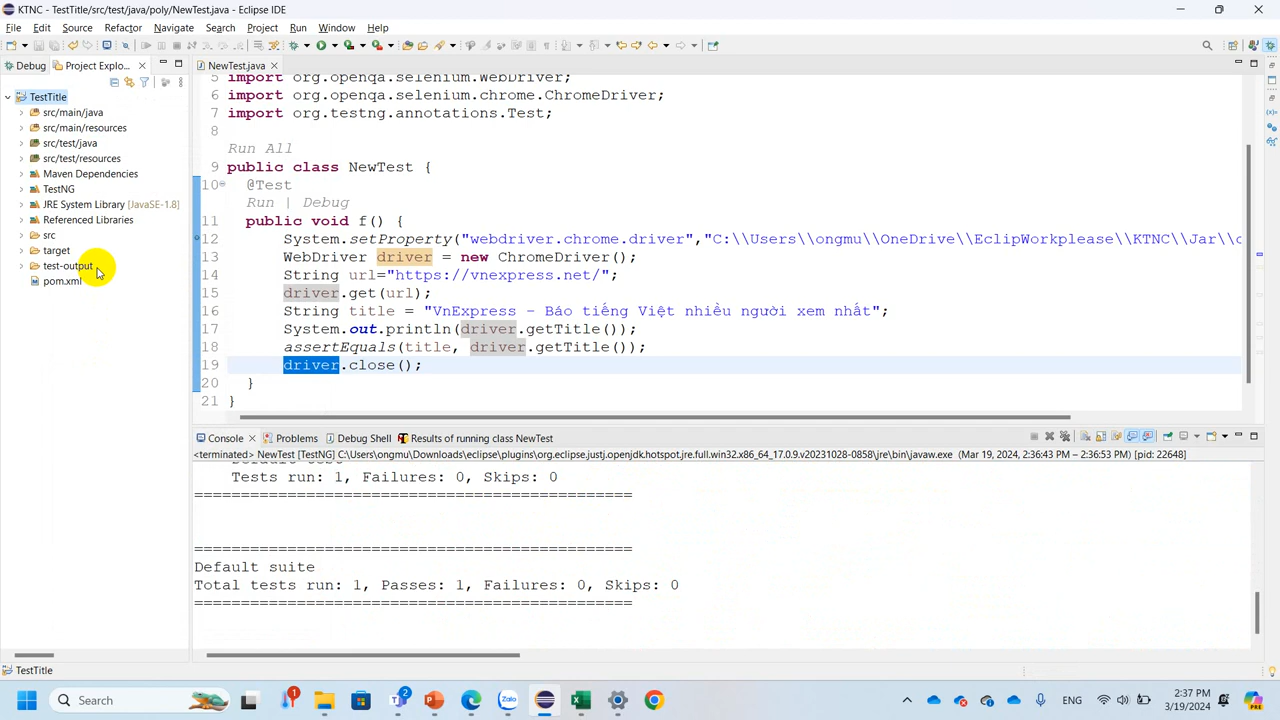 KTNC - TestTitle/src/test/java/poly/NewTest.java - Eclipse IDE
File Edit Source Refactor Navigate Search Project Run Window Help
Debug Project Explo...
NewTest.java
TestTitle
src/main/java
src/main/resources
src/test/java
src/test/resources
Maven Dependencies
TestNG
JRE System Library [JavaSE-1.8]
Referenced Libraries
src
target
test-output
pom.xml
5 import org.openqa.selenium.WebDriver;
6 import org.openqa.selenium.chrome.ChromeDriver;
7 import org.testng.annotations.Test;
8
Run All
9 public class NewTest {
10 @Test
Run | Debug
11 public void f() {
12 System.setProperty("webdriver.chrome.driver","C:\\Users\\ongmu\\OneDrive\\EclipWorkplease\\KTNC\\Jar\\c
13 WebDriver driver = new ChromeDriver();
14 String url="https://vnexpress.net/";
15 driver.get(url);
16 String title = "VnExpress - Báo tiếng Việt nhiều người xem nhất";
17 System.out.println(driver.getTitle());
18 assertEquals(title, driver.getTitle());
19 driver.close();
20 }
21 }
Console Problems Debug Shell Results of running class NewTest
<terminated> NewTest [TestNG] C:\Users\ongmu\Downloads\eclipse\plugins\org.eclipse.justj.openjdk.hotspot.jre.full.win32.x86_64_17.0.9.v20231028-0858\jre\bin\javaw.exe (Mar 19, 2024, 2:36:43 PM – 2:36:53 PM) [pid: 22648]
Tests run: 1, Failures: 0, Skips: 0
===============================================
===============================================
Default suite
Total tests run: 1, Passes: 1, Failures: 0, Skips: 0
===============================================
TestTitle
Search
1
2
Zalo
ENG
2:37 PM
3/19/2024
PRE